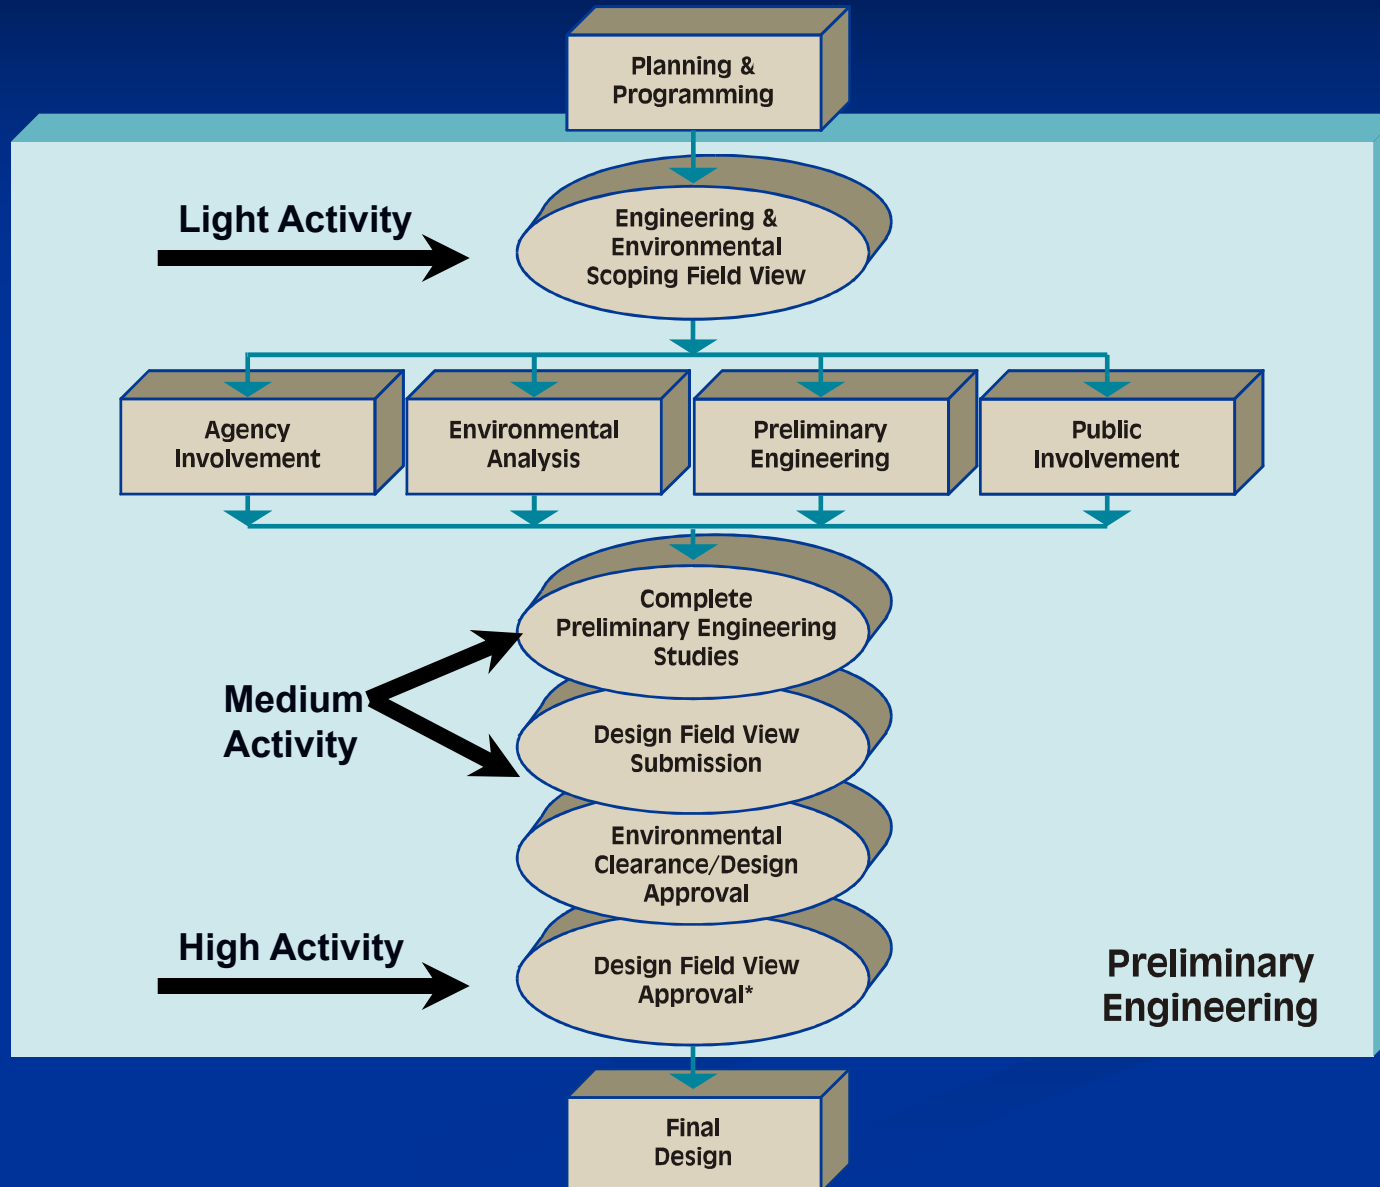 Planning &
Programming
Light Activity
Engineering &
Environmental
Scoping Field View
Agency
Involvement
Environmental
Analysis
Preliminary
Engineering
Public
Involvement
Complete
Preliminary Engineering
Studies
Medium
Activity
Design Field View
Submission
Environmental
Clearance/Design
Approval
High Activity
Design Field View
Approval*
Preliminary
Engineering
Final
Design